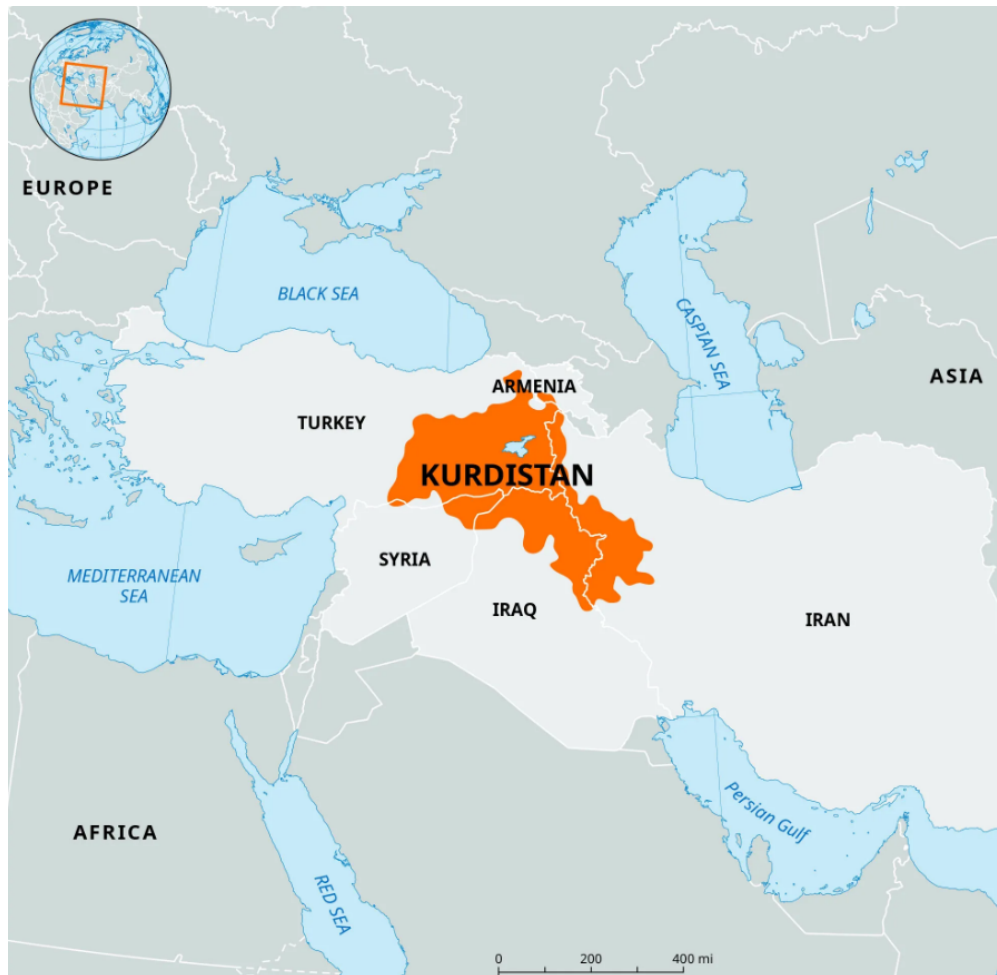 EUROPE
BLACK SEA
CASPIAN SEA
ASIA
ARMENIA
TURKEY
KURDISTAN
SYRIA
MEDITERRANEAN
SEA
IRAQ
IRAN
Persian Gulf
AFRICA
RED SEA
0 200 400 mi